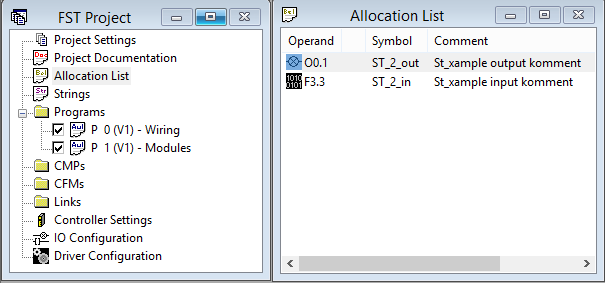 FST Project
Project Settings
Project Documentation
Allocation List
Strings
Programs
P 0 (V1) - Wiring
P 1 (V1) - Modules
CMPs
CFMs
Links
Controller Settings
IO Configuration
Driver Configuration
Allocation List
Operand Symbol Comment
O0.1 ST_2_out St_xample output komment
F3.3 ST_2_in St_xample input komment